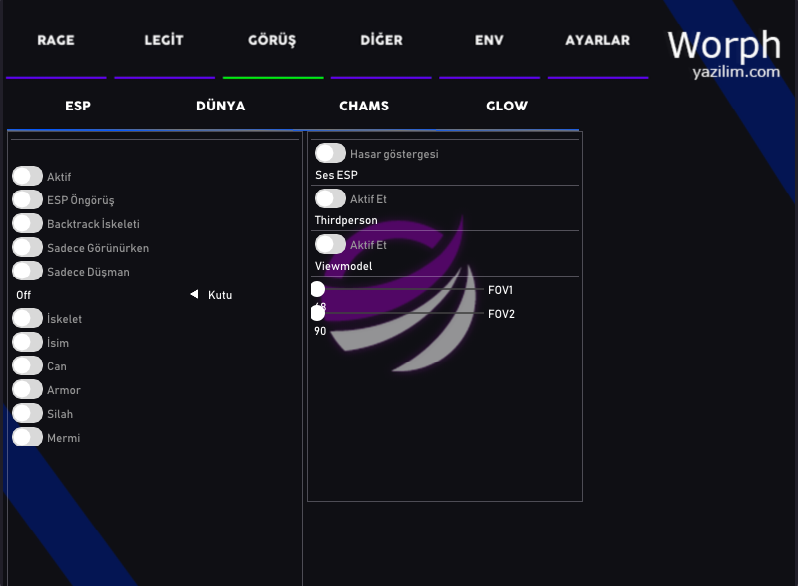 RAGE LEGİT GÖRÜŞ DİĞER ENV AYARLAR
Worph
yazilim.com
ESP DÜNYA CHAMS GLOW
Aktif
ESP Öngörüş
Backtrack İskeleti
Sadece Görünürken
Sadece Düşman
Off ◄ Kutu
İskelet
İsim
Can
Armor
Silah
Mermi
Hasar göstergesi
Ses ESP
Aktif Et
Thirdperson
Aktif Et
Viewmodel
FOV1
FOV2
90